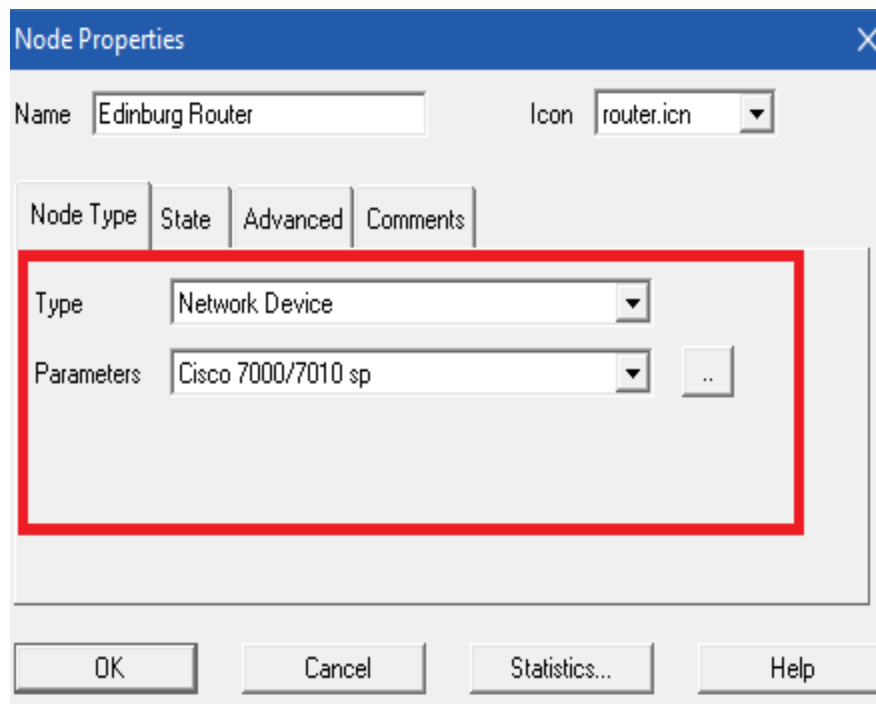 Node Properties
Name Edinburg Router Icon router.icn
Node Type State Advanced Comments
Type Network Device
Parameters Cisco 7000/7010 sp ..
OK Cancel Statistics... Help